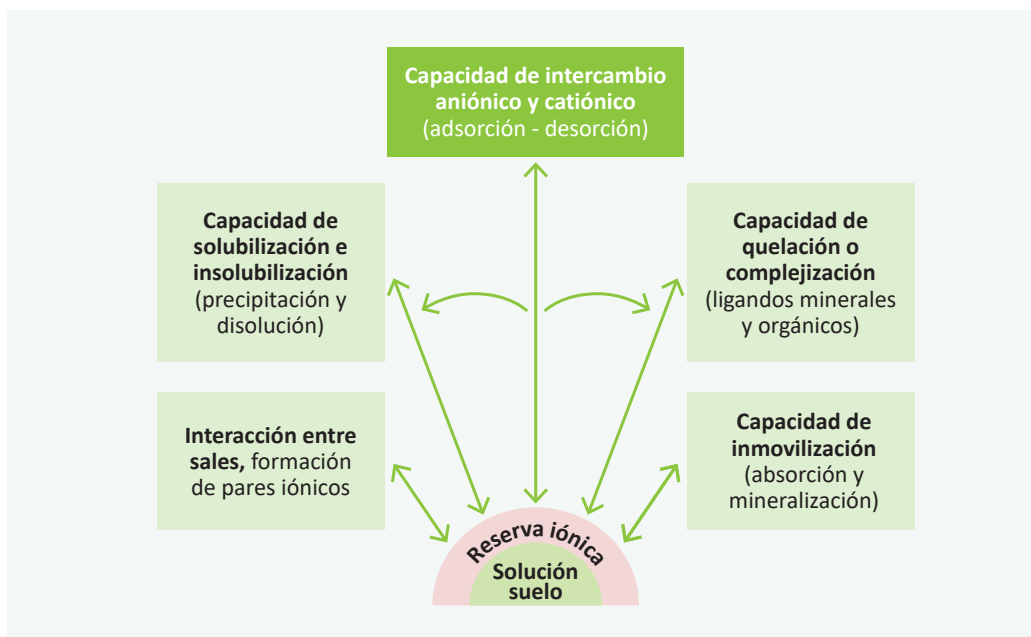 Capacidad de intercambio
aniónico y catiónico
(adsorción - desorción)
Capacidad de
solubilización e
insolubilización
(precipitación y
disolución)
Capacidad de
quelación o
complejización
(ligandos minerales
y orgánicos)
Interacción entre
sales, formación
de pares iónicos
Capacidad de
inmovilización
(absorción y
mineralización)
Reserva iónica
Solución
suelo